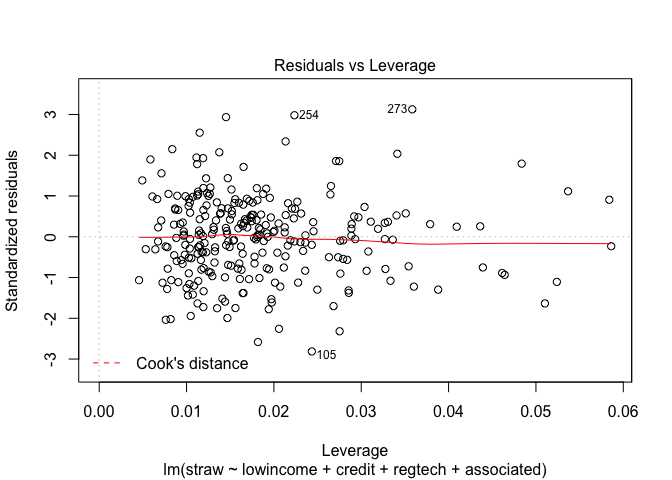 Residuals vs Leverage
Standardized residuals
3
2
1
0
-1
-2
-3
254
273
105
Cook's distance
0.00 0.01 0.02 0.03 0.04 0.05 0.06
Leverage
lm(straw ~ lowincome + credit + regtech + associated)